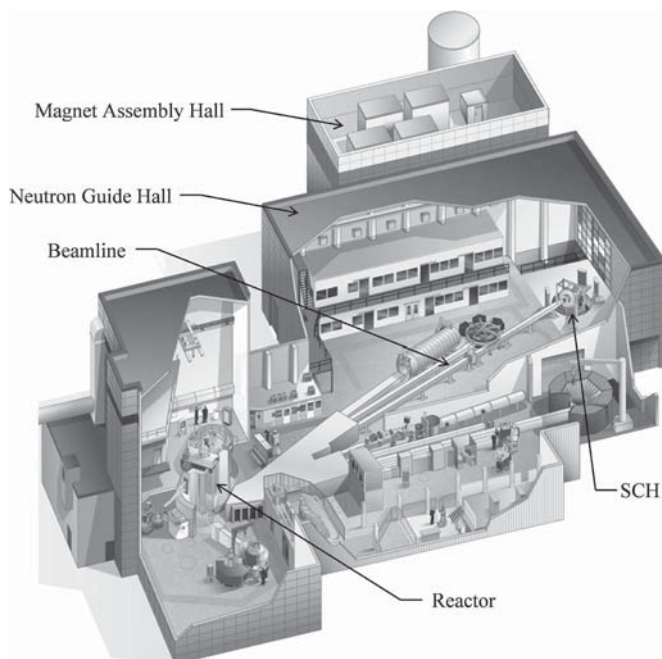 Magnet Assembly Hall
Neutron Guide Hall
Beamline
SCH
Reactor